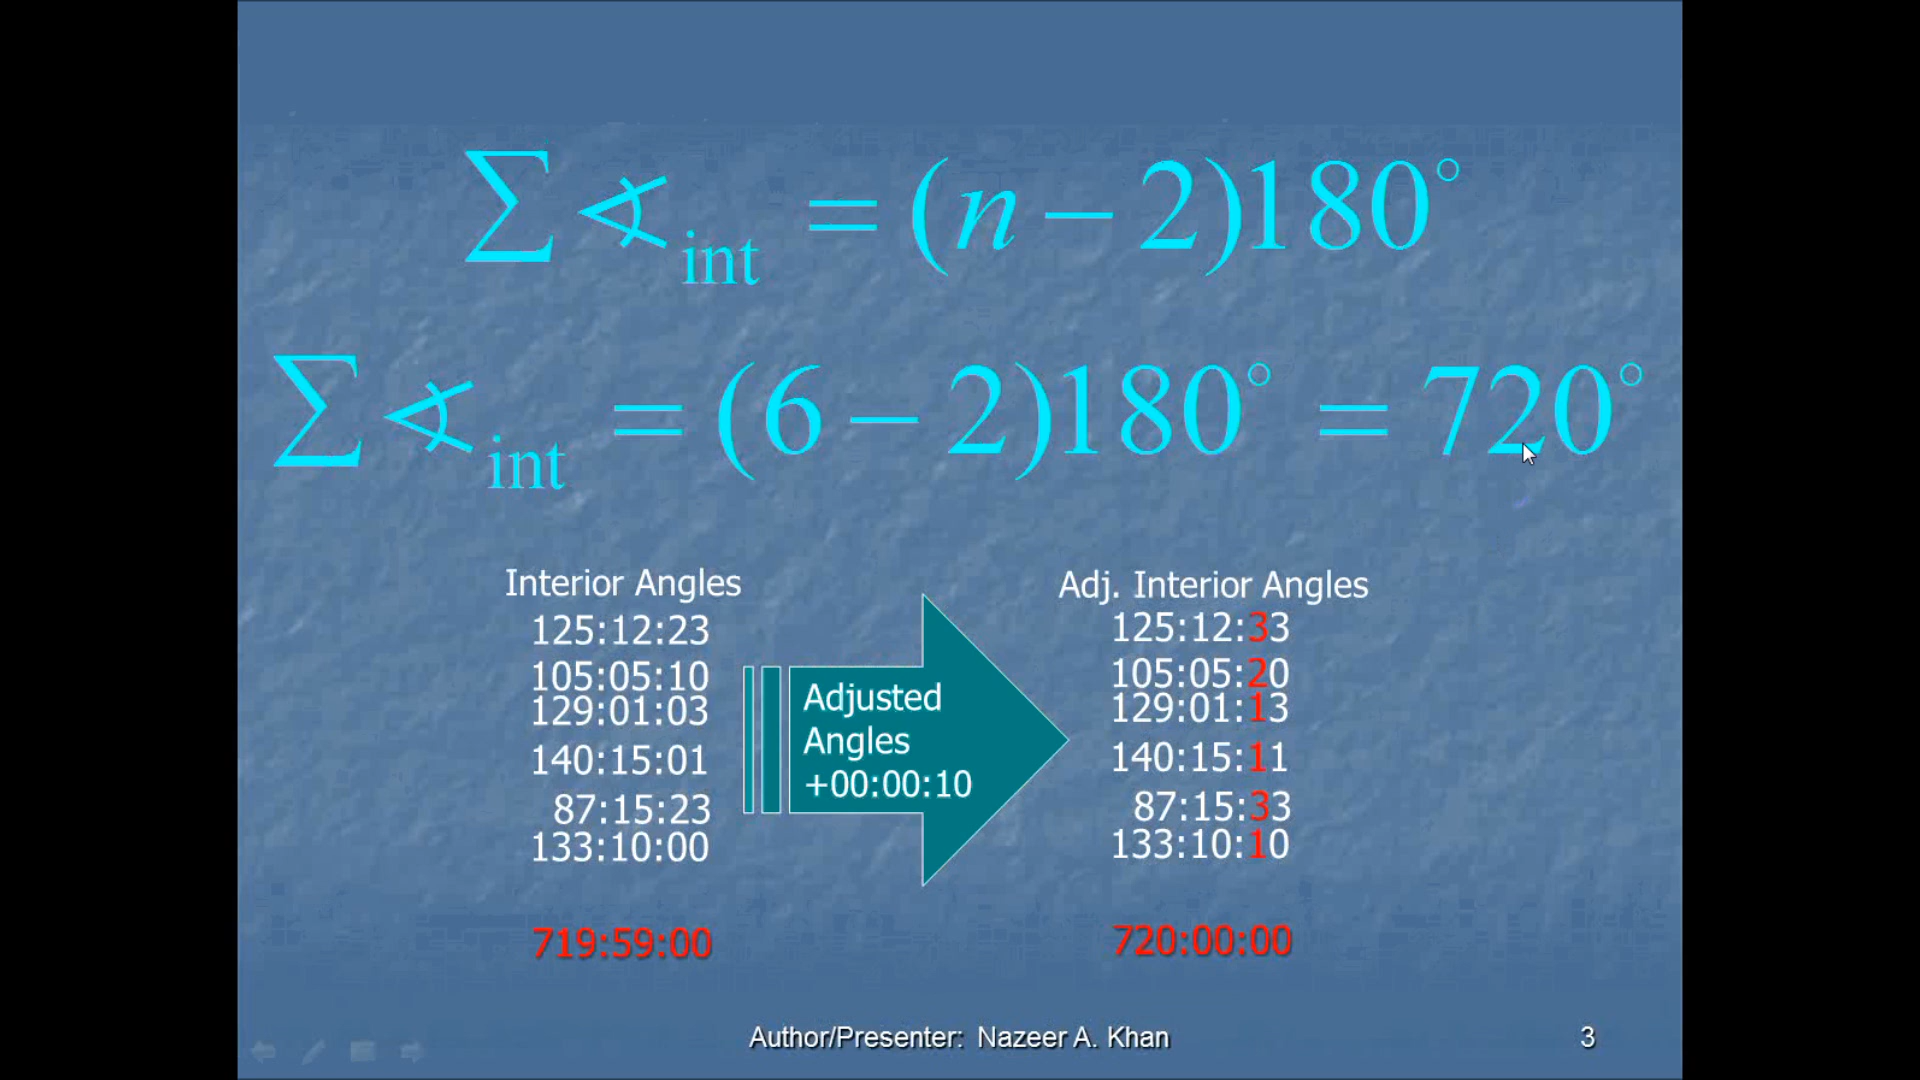 ∑∢int = (n − 2)180°
∑∢int = (6 − 2)180° = 720°
Interior Angles
125:12:23
105:05:10
129:01:03
140:15:01
87:15:23
133:10:00
719:59:00
Adjusted
Angles
+00:00:10
Adj. Interior Angles
125:12:33
105:05:20
129:01:13
140:15:11
87:15:33
133:10:10
720:00:00
Author/Presenter: Nazeer A. Khan
3